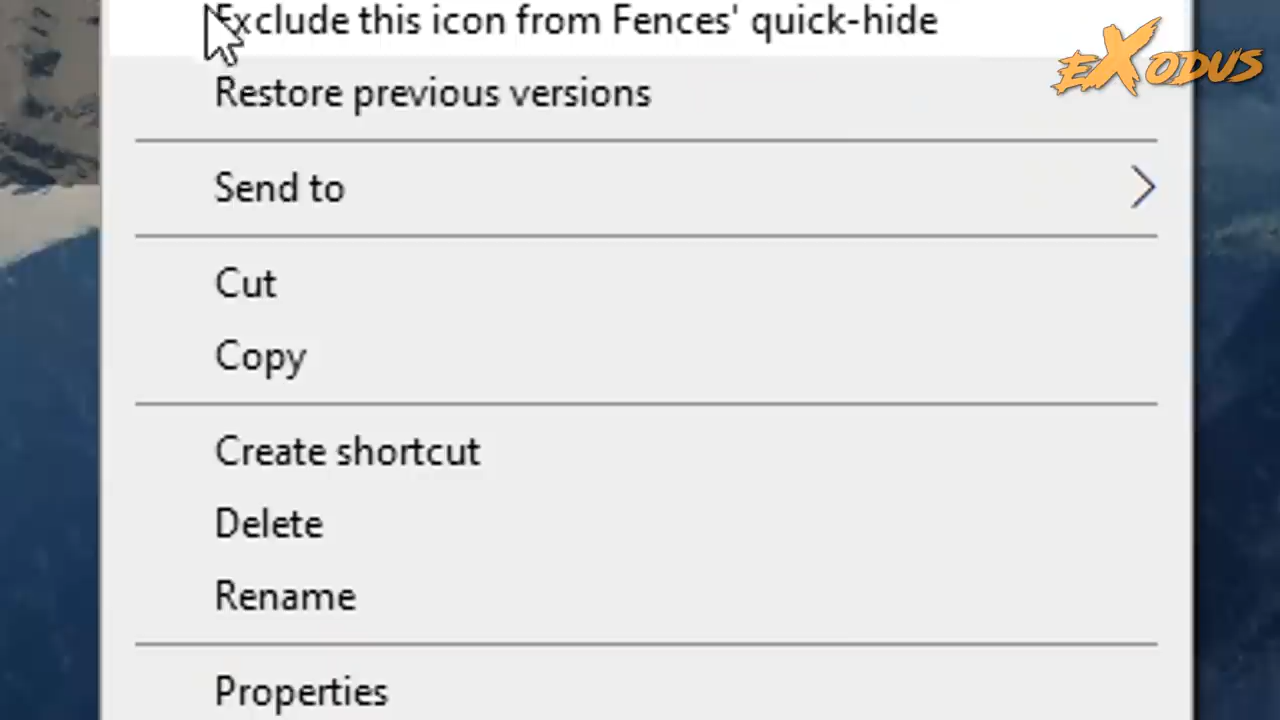 Exclude this icon from Fences' quick-hide
eXodus
Restore previous versions
Send to
Cut
Copy
Create shortcut
Delete
Rename
Properties